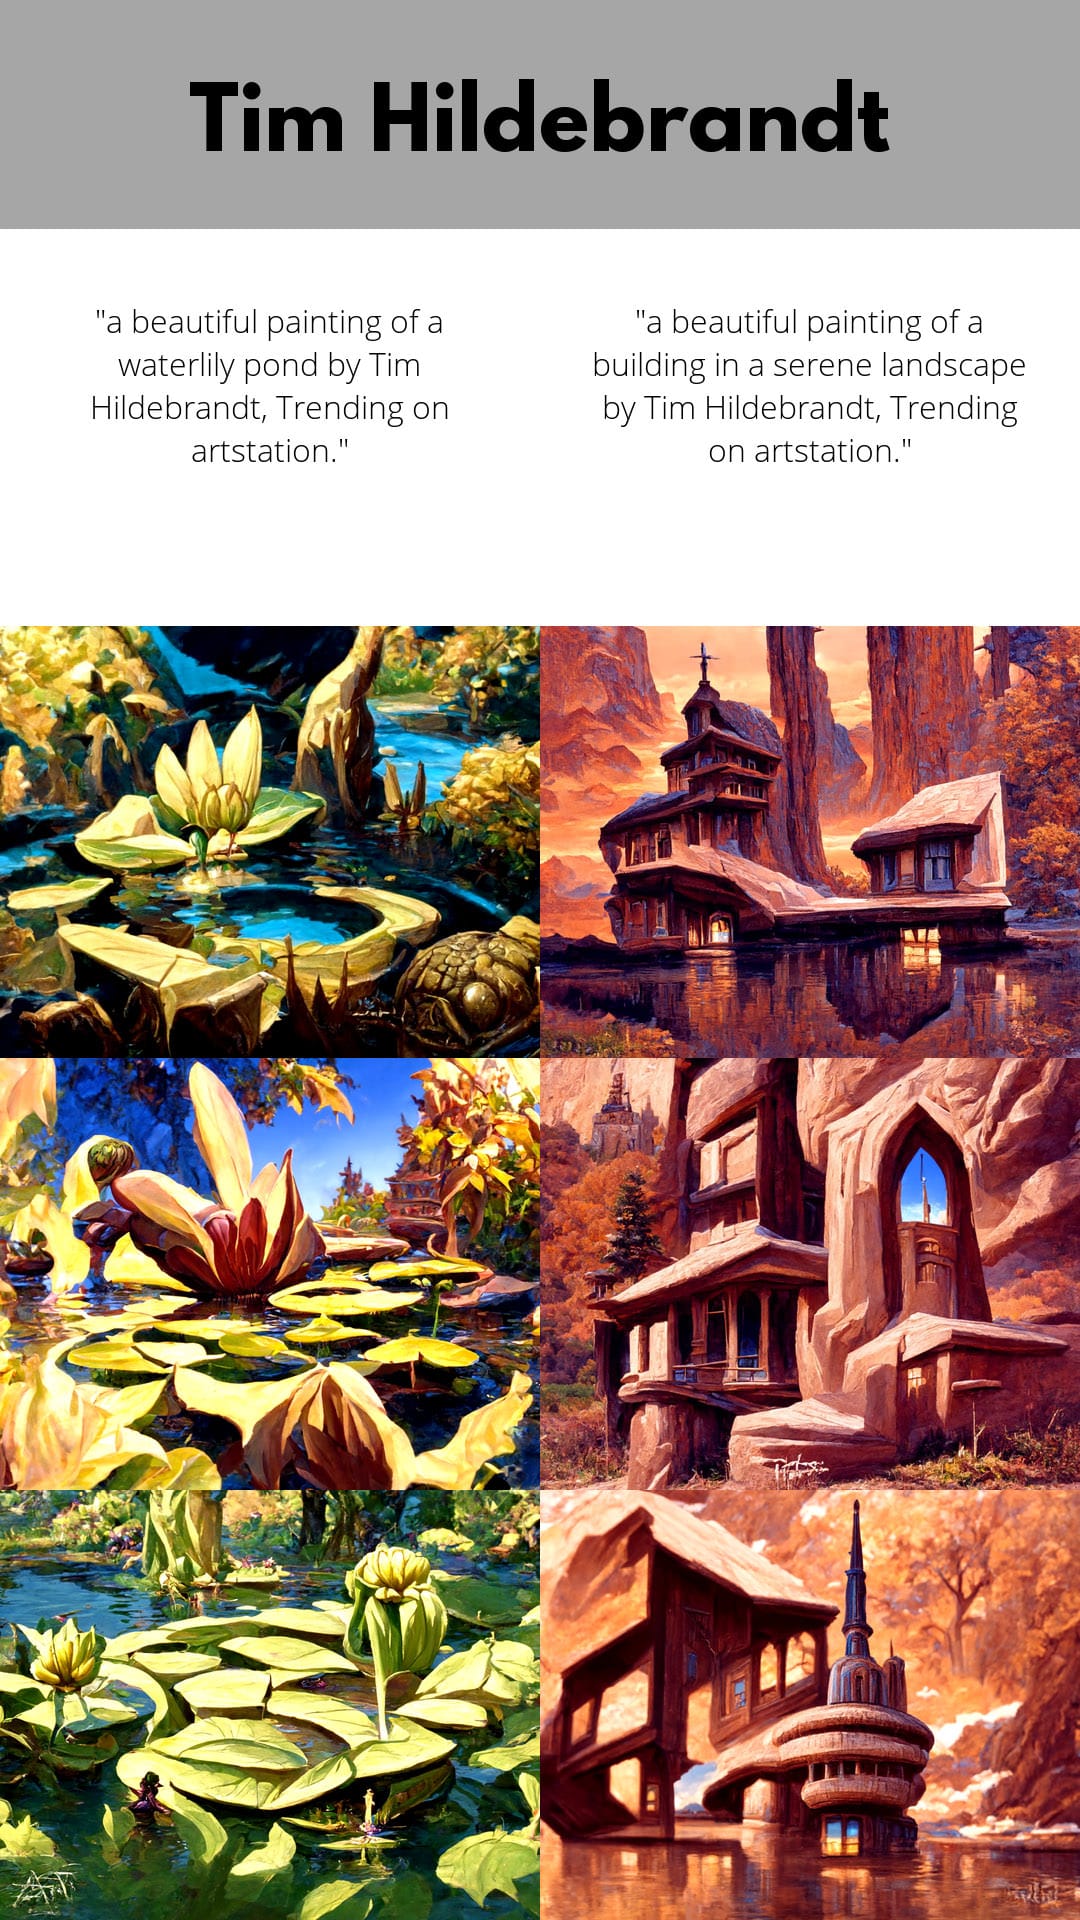 Tim Hildebrandt
"a beautiful painting of a
waterlily pond by Tim
Hildebrandt, Trending on
artstation."
"a beautiful painting of a
building in a serene landscape
by Tim Hildebrandt, Trending
on artstation."